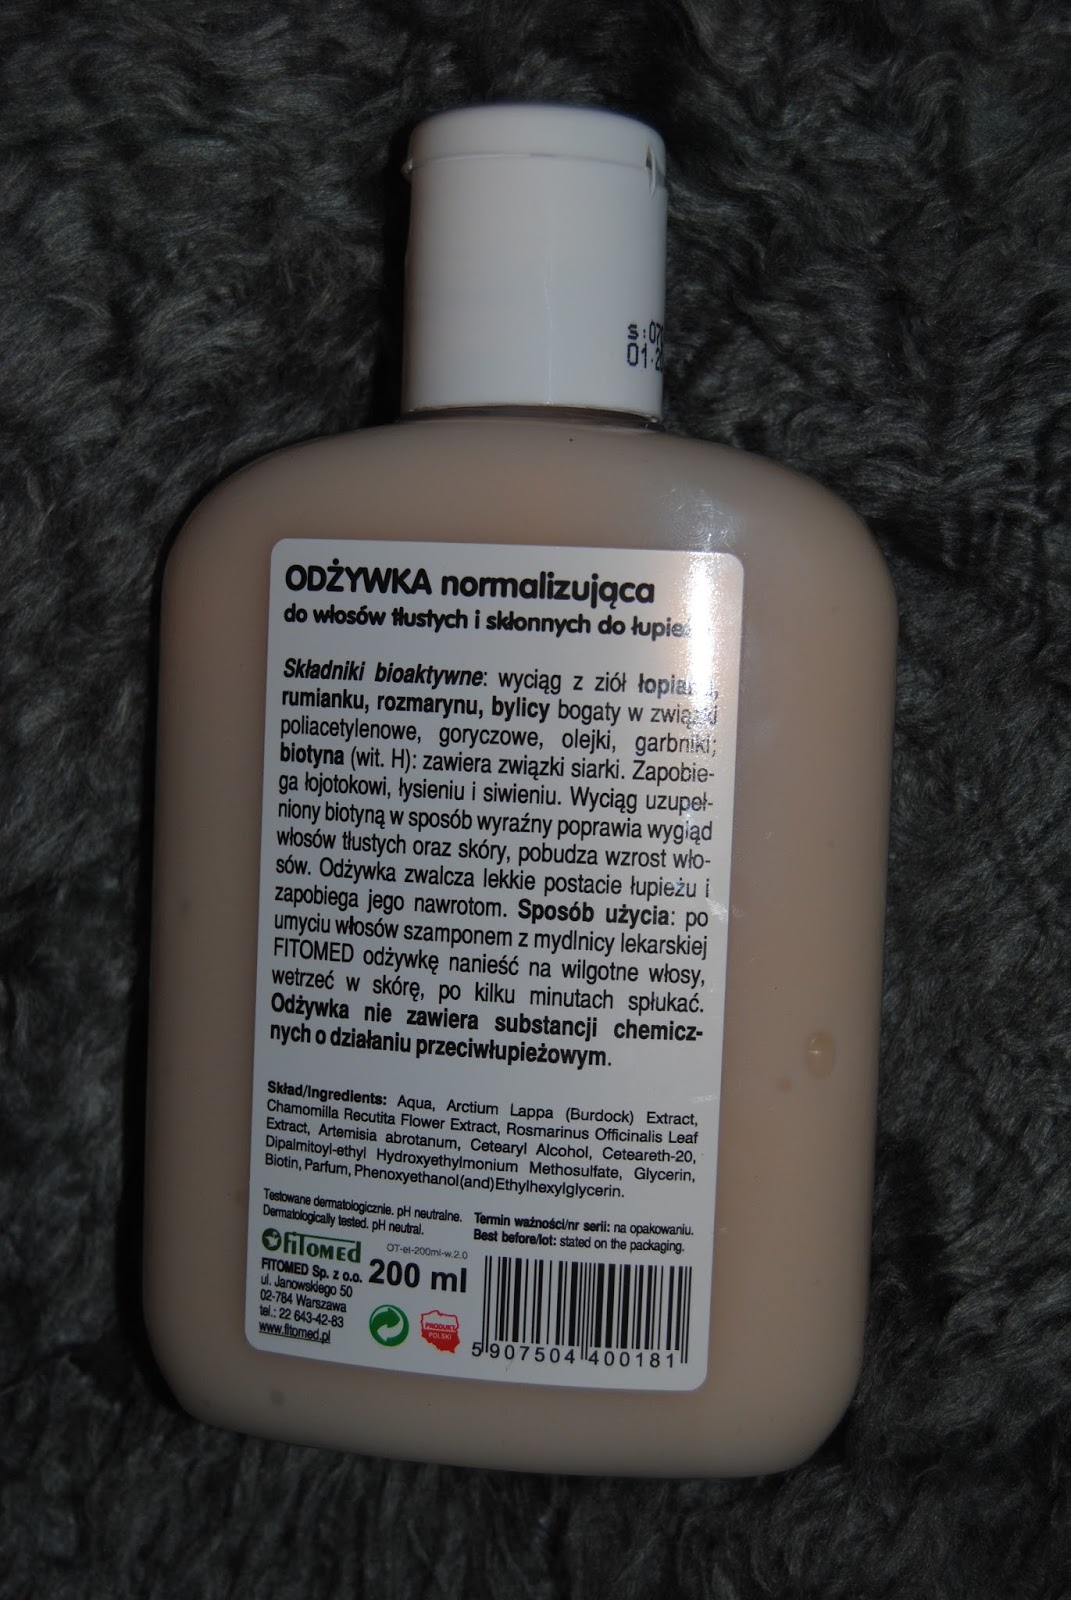 s:07
01.2
ODŻYWKA normalizująca
do włosów tłustych i skłonnych do
Składniki bioaktywne: wyciąg z ziół
rumianku, rozmarynu, bylicy bogaty w związki
poliacetylenowe, goryczowe, olejki, garbniki;
biotyna (wit. H): zawiera związki siarki. Zapobie-
ga łojotokowi, łysieniu i siwieniu. Wyciąg uzupeł-
niony biotyną w sposób wyraźny poprawia wygląd
włosów tłustych oraz skóry, pobudza wzrost wło-
sów. Odżywka zwalcza lekkie postacie łupieżu i
zapobiega jego nawrotom. Sposób użycia: po
umyciu włosów szamponem z mydlnicy lekarskiej
FITOMED odżywkę nanieść na wilgotne włosy,
wetrzeć w skórę, po kilku minutach spłukać.
Odżywka nie zawiera substancji chemicz-
nych o działaniu przeciwłupieżowym.
Skład/Ingredients: Aqua, Arctium Lappa (Burdock) Extract,
Chamomilla Recutita Flower Extract, Rosmarinus Officinalis Leaf
Extract, Artemisia abrotanum, Cetearyl Alcohol, Ceteareth-20,
Dipalmitoyl-ethyl Hydroxyethylmonium Methosulfate, Glycerin,
Biotin, Parfum, Phenoxyethanol(and)Ethylhexylglycerin.
Testowane dermatologicznie. pH neutralne.
Dermatologically tested. pH neutral.
Termin ważności/nr serii: na opakowaniu.
Best before/lot: stated on the packaging.
FITOMED
OT-et-200ml-w.2.0
FITOMED Sp. z o.o.
ul. Janowskiego 50
02-784 Warszawa
tel.: 22 643-42-83
www.fitomed.pl
200 ml
PRODUKT
POLSKI
5 907504 400181